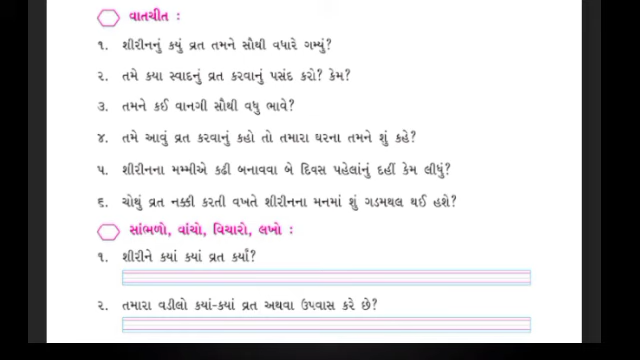 વાતચીત :
૧. શીરીનનું કયું વ્રત તમને સૌથી વધારે ગમ્યું?
૨. તમે કયા સ્વાદનું વ્રત કરવાનું પસંદ કરો? કેમ?
૩. તમને કઈ વાનગી સૌથી વધુ ભાવે?
૪. તમે આવું વ્રત કરવાનું કહો તો તમારા ઘરના તમને શું કહે?
૫. શીરીનના મમ્મીએ કઢી બનાવવા બે દિવસ પહેલાંનું દહીં કેમ લીધું?
૬. ચોથું વ્રત નક્કી કરતી વખતે શીરીનના મનમાં શું ગડમથલ થઈ હશે?
સાંભળો, વાંચો, વિચારો, લખો :
૧. શીરીને કયાં કયાં વ્રત કર્યાં?
૨. તમારા વડીલો કયાં-કયાં વ્રત અથવા ઉપવાસ કરે છે?